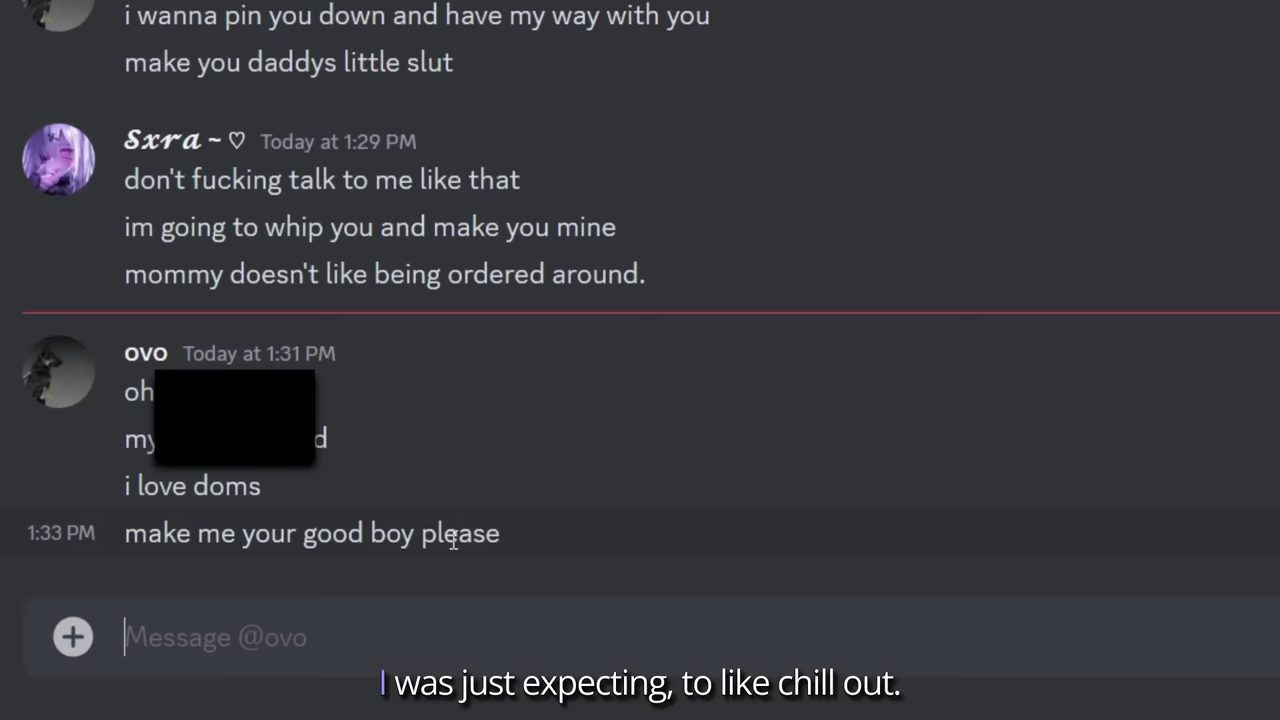 i wanna pin you down and have my way with you
make you daddys little slut
Sxra ~ ♡ Today at 1:29 PM
don't fucking talk to me like that
im going to whip you and make you mine
mommy doesn't like being ordered around.
ovo Today at 1:31 PM
oh
my
i love doms
1:33 PM make me your good boy please
Message @ovo
I was just expecting, to like chill out.